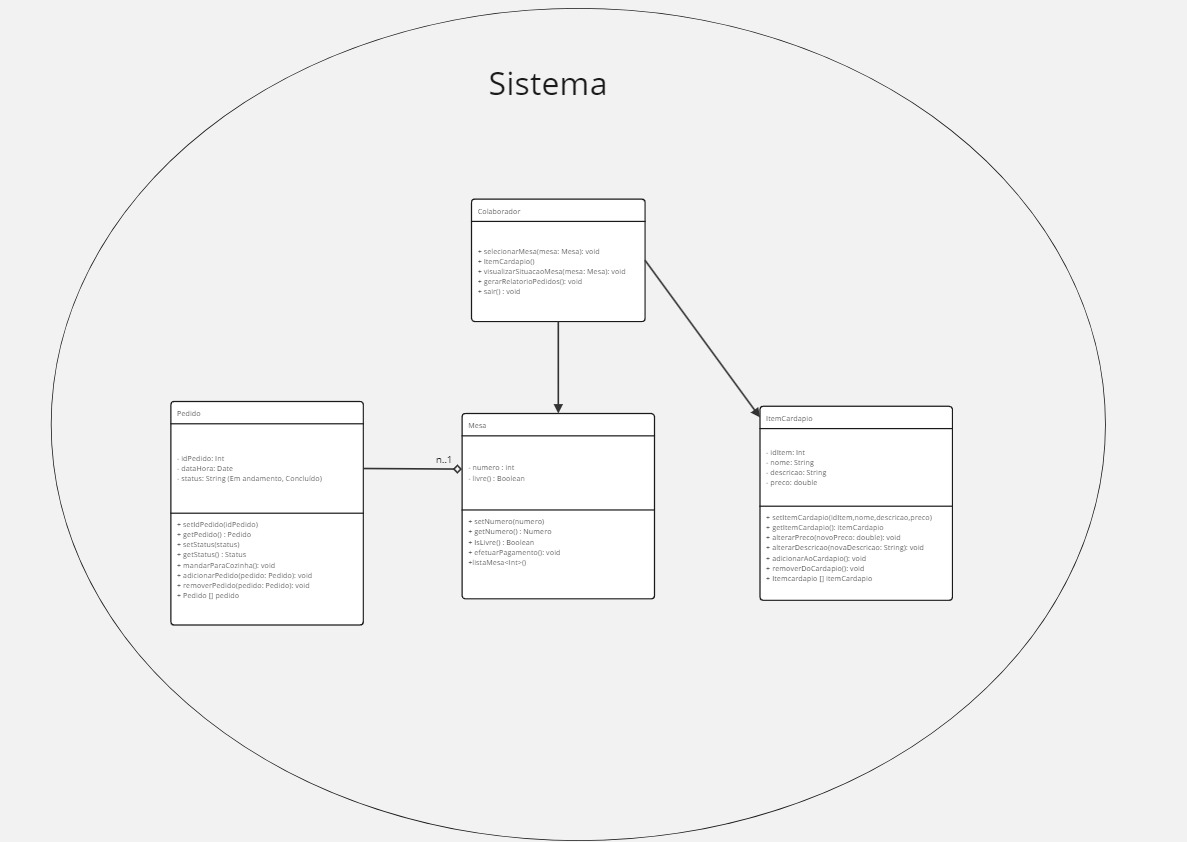 Sistema
Colaborador
+ selecionarMesa(mesa: Mesa): void
+ ItemCardapio()
+ visualizarSituacaoMesa(mesa: Mesa): void
+ gerarRelatorioPedidos(): void
+ sair() : void
Pedido
- idPedido: Int
- dataHora: Date
- status: String (Em andamento, Concluído)
+ setIdPedido(idPedido)
+ getPedido() : Pedido
+ setStatus(status)
+ getStatus() : Status
+ mandarParaCozinha(): void
+ adicionarPedido(pedido: Pedido): void
+ removerPedido(pedido: Pedido): void
+ Pedido [] pedido
n..1
Mesa
- numero : int
- livre() : Boolean
+ setNumero(numero)
+ getNumero() : Numero
+ IsLivre() : Boolean
+ efetuarPagamento(): void
+listaMesa<Int>()
ItemCardapio
- idItem: Int
- nome: String
- descricao: String
- preco: double
+ setItemCardapio(idItem,nome,descricao,preco)
+ getItemCardapio(): itemCardapio
+ alterarPreco(novoPreco: double): void
+ alterarDescricao(novaDescricao: String): void
+ adicionarAoCardapio(): void
+ removerDoCardapio(): void
+ Itemcardapio [] itemCardapio